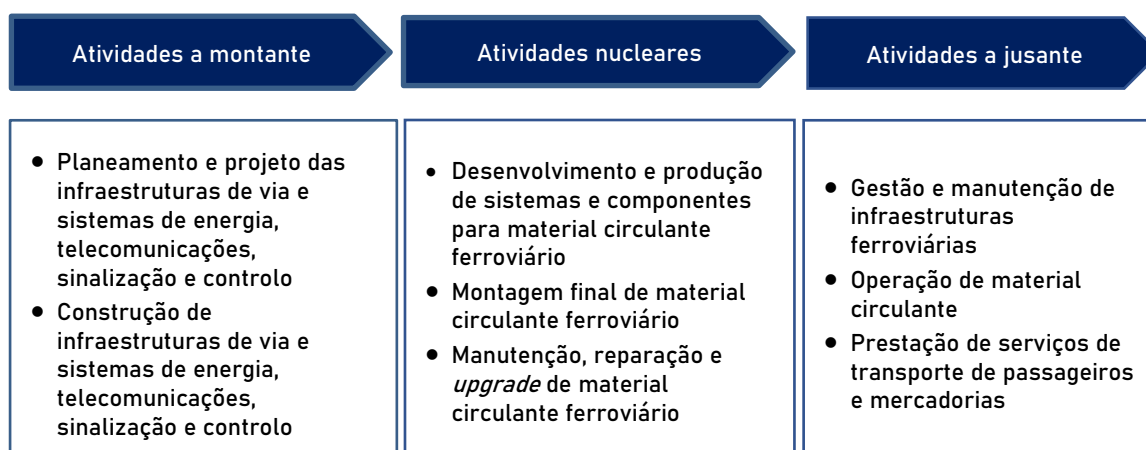 Atividades a montante
Atividades nucleares
Atividades a jusante
• Planeamento e projeto das
infraestruturas de via e
sistemas de energia,
telecomunicações,
sinalização e controlo
• Construção de
infraestruturas de via e
sistemas de energia,
telecomunicações,
sinalização e controlo
• Desenvolvimento e produção
de sistemas e componentes
para material circulante
ferroviário
• Montagem final de material
circulante ferroviário
• Manutenção, reparação e
upgrade de material
circulante ferroviário
• Gestão e manutenção de
infraestruturas
ferroviárias
• Operação de material
circulante
• Prestação de serviços de
transporte de passageiros
e mercadorias